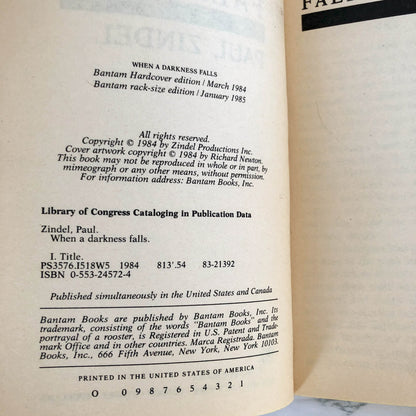 WHEN A DARKNESS FALLS
Bantam Hardcover edition / March 1984
Bantam rack-size edition / January 1985
All rights reserved.
Copyright © 1984 by Zindel Productions Inc.
Cover artwork copyright © 1984 by Richard Newton.
This book may not be reproduced in whole or in part, by
mimeograph or any other means, without permission.
For information address: Bantam Books, Inc.
Library of Congress Cataloging in Publication Data
Zindel, Paul.
When a darkness falls.
I. Title.
PS3576.I518W5 1984 813'.54 83-21392
ISBN 0-553-24572-4
Published simultaneously in the United States and Canada
Bantam Books are published by Bantam Books, Inc. Its
trademark, consisting of the words "Bantam Books" and the
portrayal of a rooster, is Registered in U.S. Patent and Trade-
mark Office and in other countries. Marca Registrada. Bantam
Books, Inc., 666 Fifth Avenue, New York, New York 10103.
PRINTED IN THE UNITED STATES OF AMERICA
O 0 9 8 7 6 5 4 3 2 1